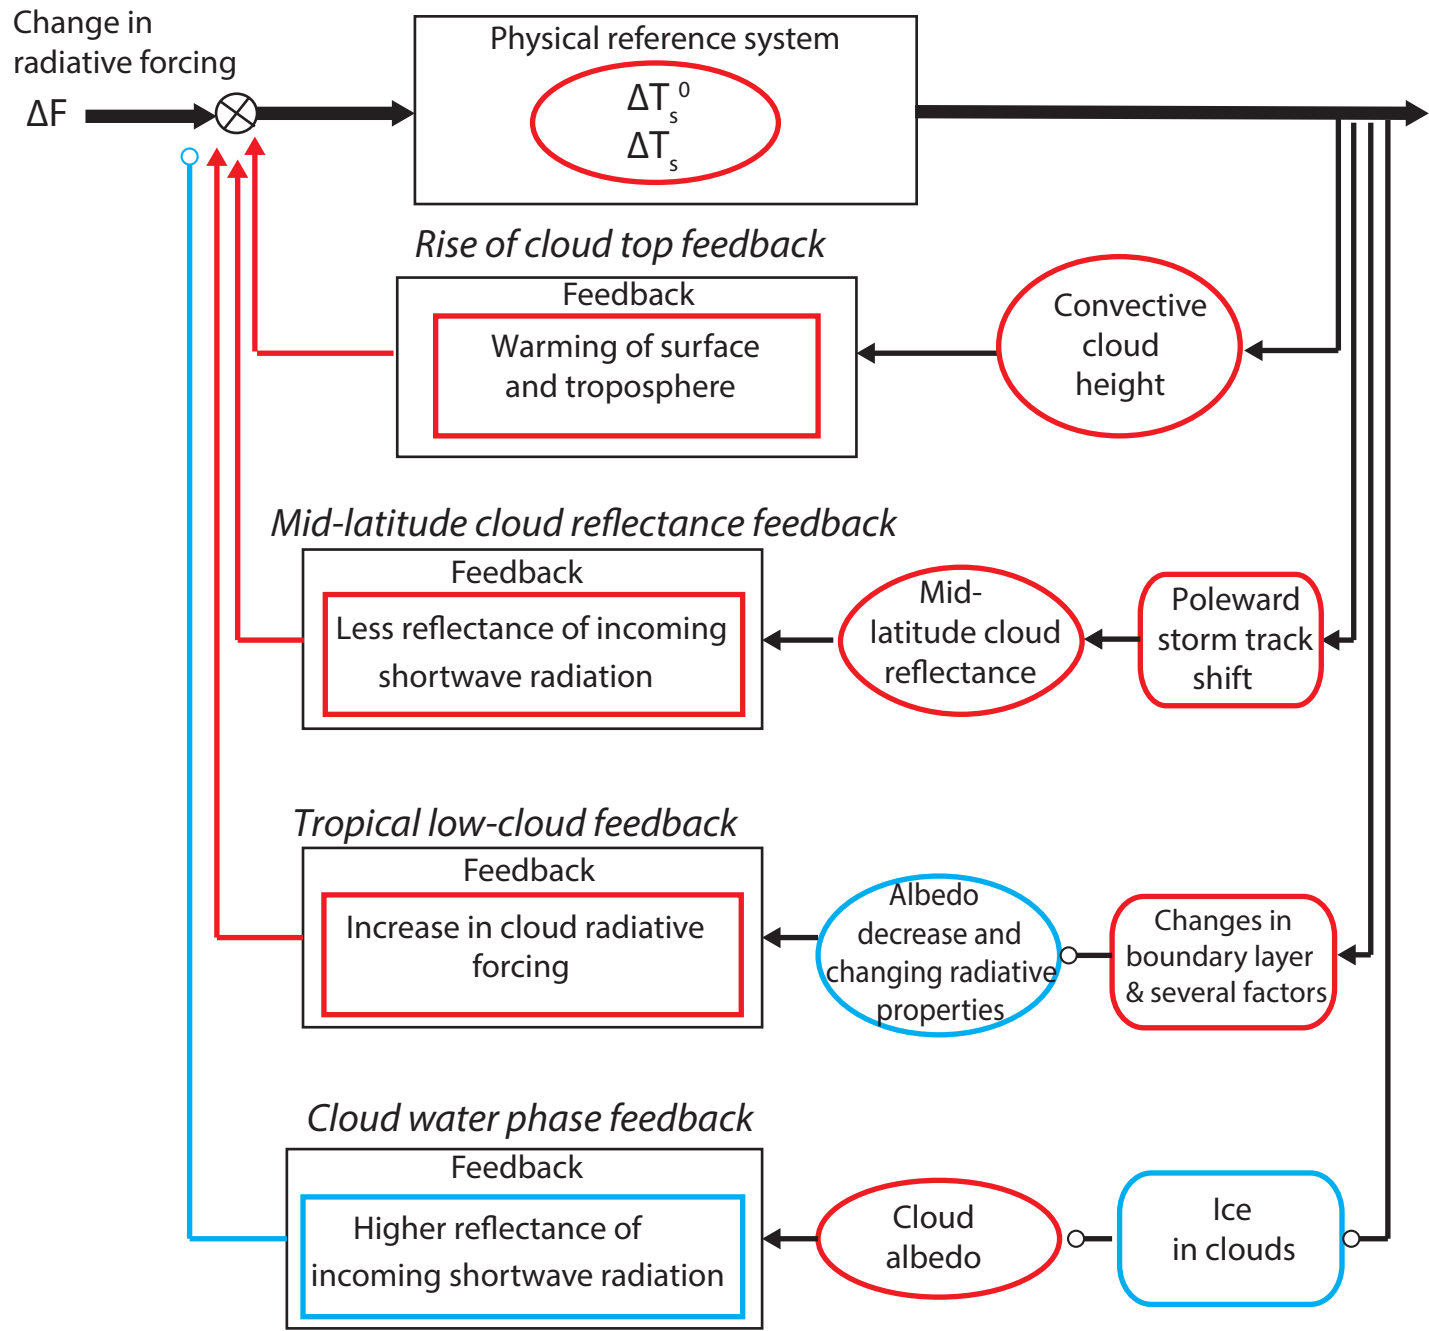 Change in
radiative forcing
ΔF
Physical reference system
ΔTₛ⁰
ΔTₛ
Rise of cloud top feedback
Feedback
Warming of surface
and troposphere
Convective
cloud
height
Mid-latitude cloud reflectance feedback
Feedback
Less reflectance of incoming
shortwave radiation
Mid-
latitude cloud
reflectance
Poleward
storm track
shift
Tropical low-cloud feedback
Feedback
Increase in cloud radiative
forcing
Albedo
decrease and
changing radiative
properties
Changes in
boundary layer
& several factors
Cloud water phase feedback
Feedback
Higher reflectance of
incoming shortwave radiation
Cloud
albedo
Ice
in clouds